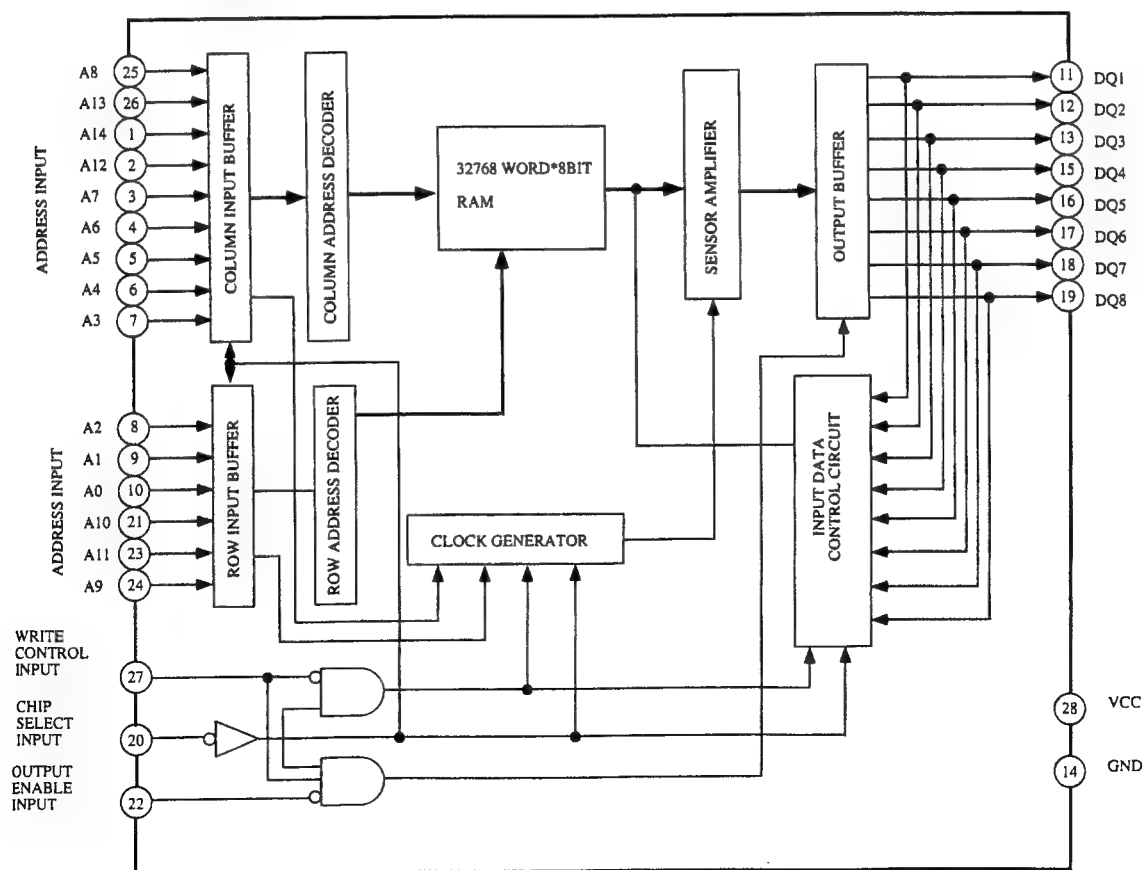 ADDRESS INPUT
A8 25
A13 26
A14 1
A12 2
A7 3
A6 4
A5 5
A4 6
A3 7
COLUMN INPUT BUFFER
COLUMN ADDRESS DECODER
32768 WORD*8BIT
RAM
SENSOR AMPLIFIER
OUTPUT BUFFER
11 DQ1
12 DQ2
13 DQ3
15 DQ4
16 DQ5
17 DQ6
18 DQ7
19 DQ8
ADDRESS INPUT
A2 8
A1 9
A0 10
A10 21
A11 23
A9 24
ROW INPUT BUFFER
ROW ADDRESS DECODER
CLOCK GENERATOR
INPUT DATA
CONTROL CIRCUIT
WRITE
CONTROL
INPUT
27
CHIP
SELECT
INPUT
20
OUTPUT
ENABLE
INPUT
22
28 VCC
14 GND